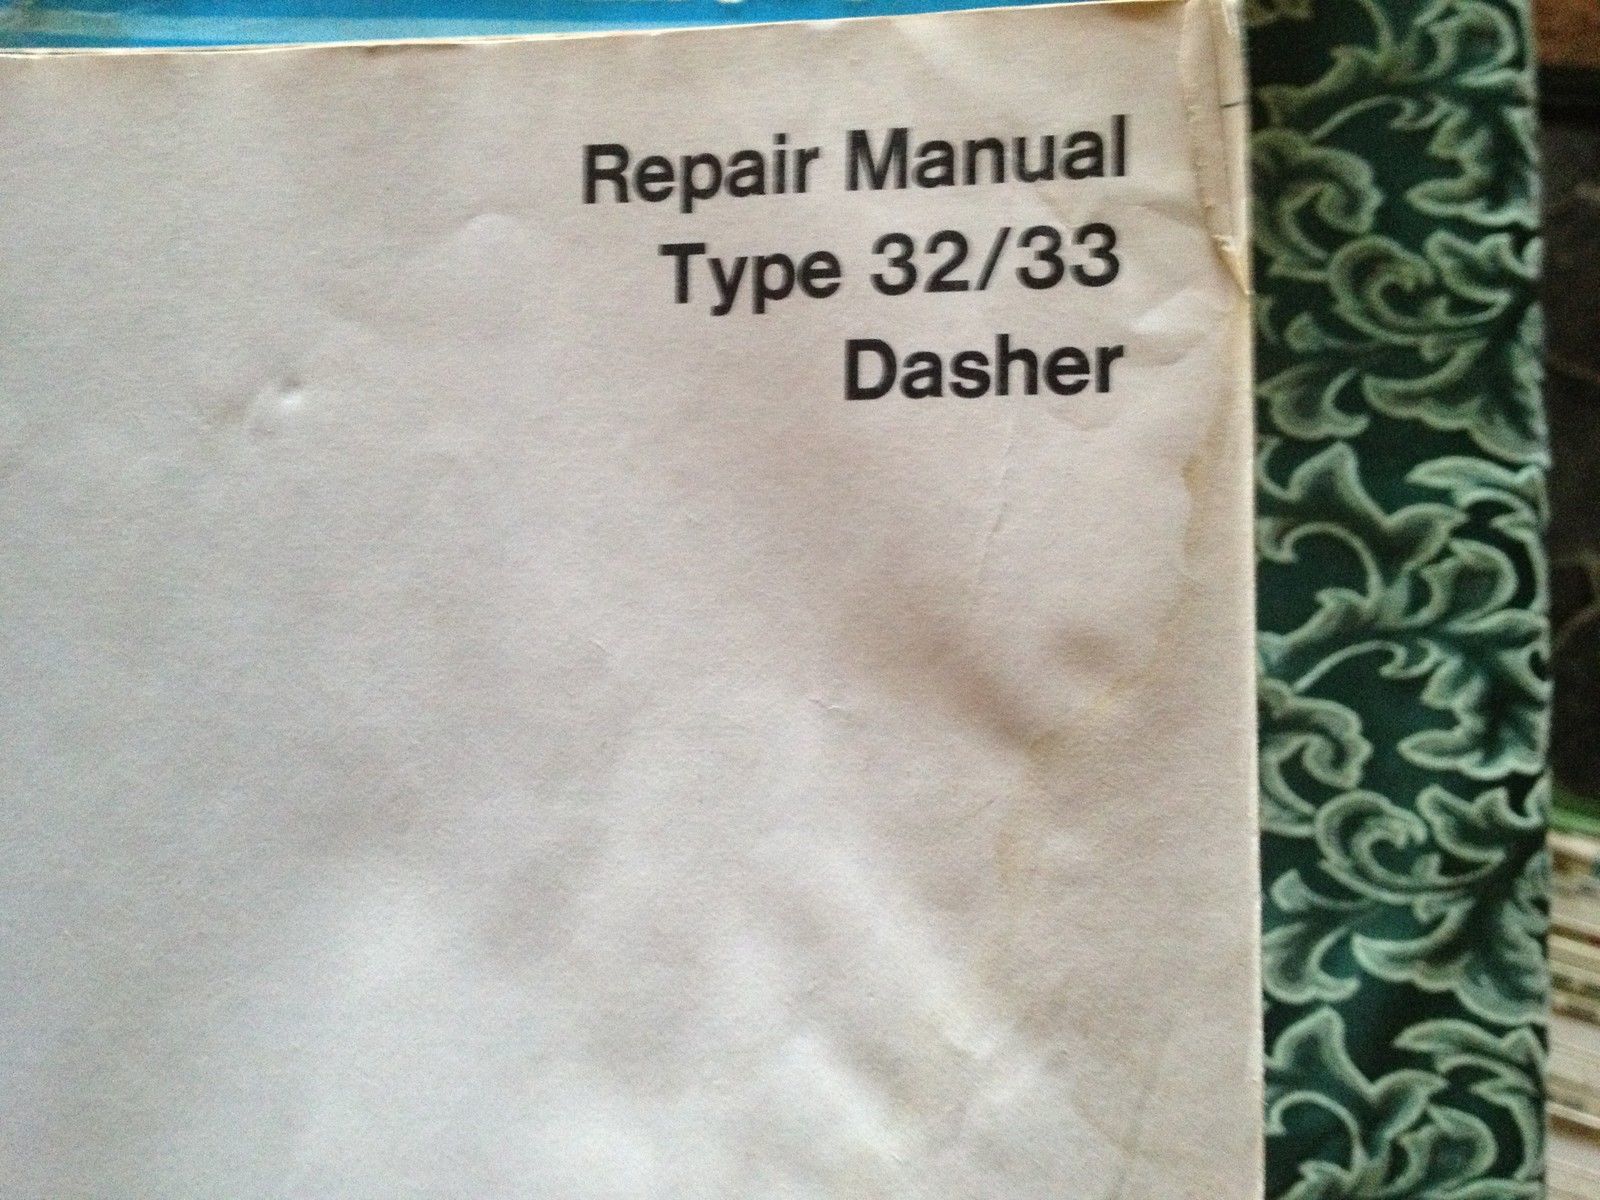 Repair Manual
Type 32/33
Dasher